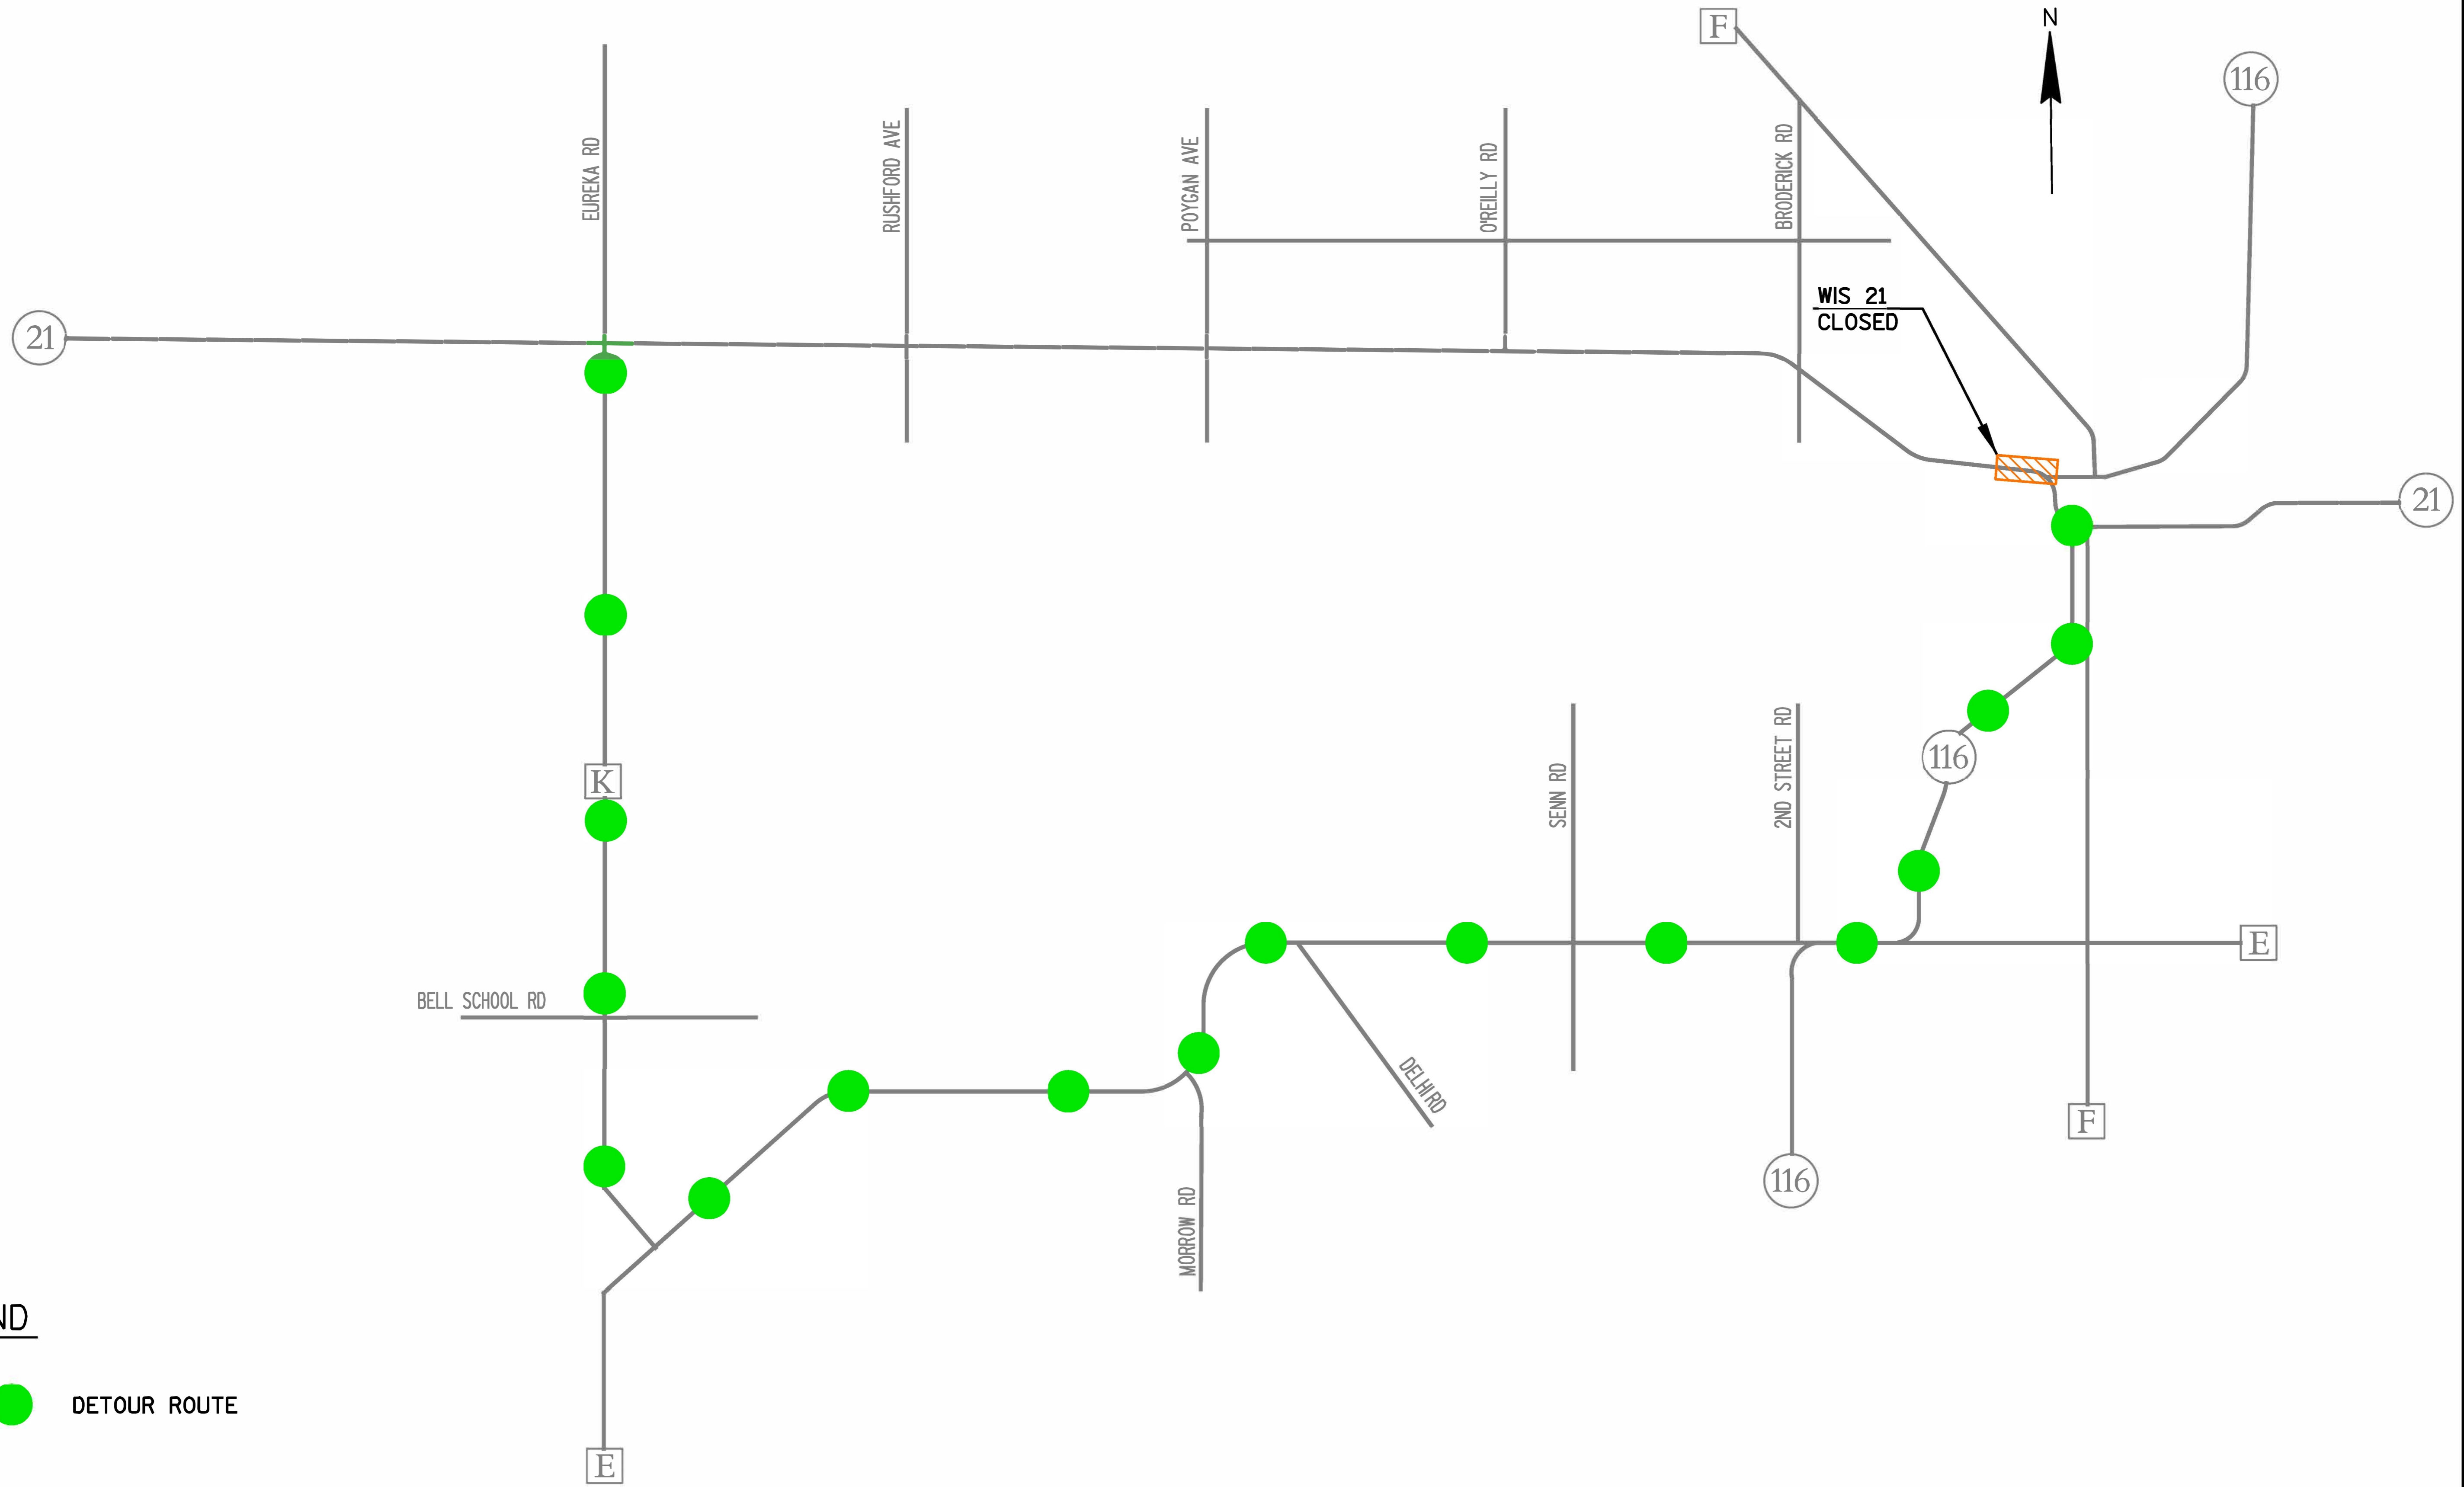 F
N
116
EUREKA RD
RUSHFORD AVE
POYGAN AVE
O'REILLY RD
BRODERICK RD
WIS 21
CLOSED
21
21
K
116
SENN RD
2ND STREET RD
E
BELL SCHOOL RD
DELHI RD
F
116
MORROW RD
ND
DETOUR ROUTE
E